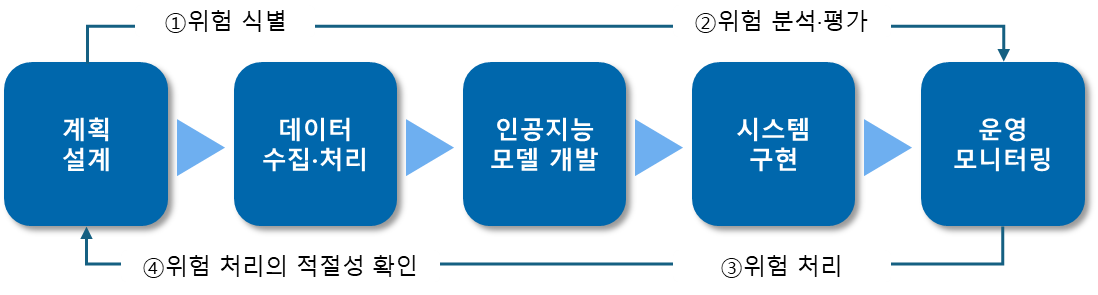 ①위험 식별
②위험 분석·평가
계획
설계
데이터
수집·처리
인공지능
모델 개발
시스템
구현
운영
모니터링
④위험 처리의 적절성 확인
③위험 처리